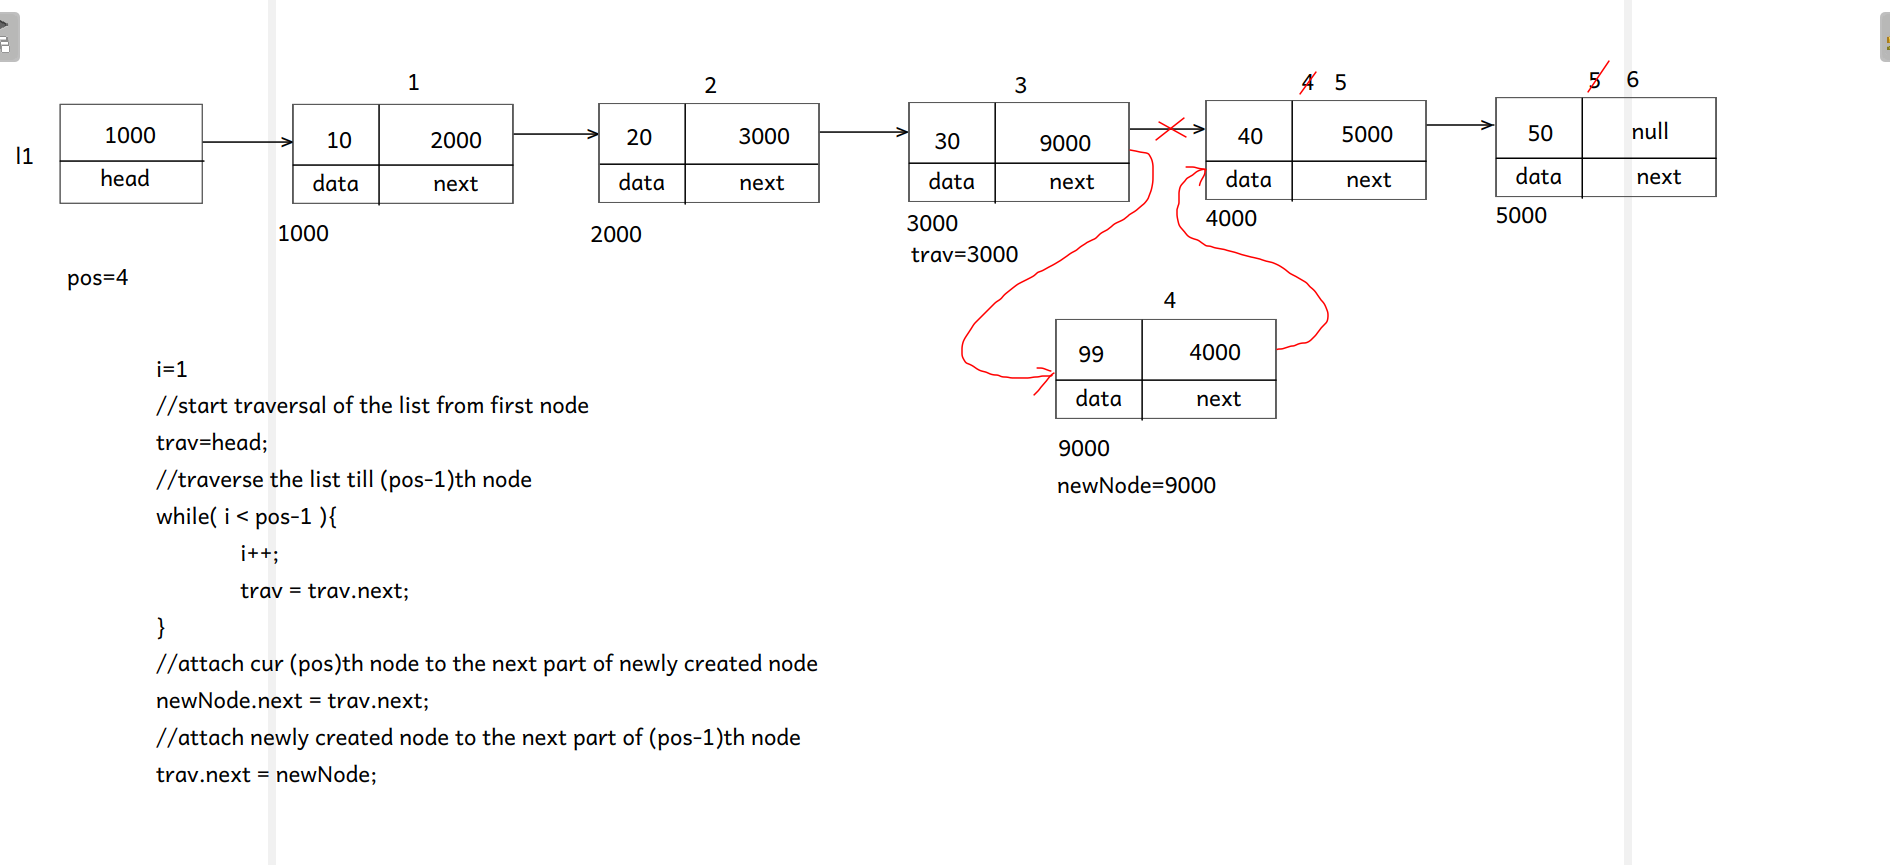 1 2 3 4 5 5 6
1000 10 2000 20 3000 30 9000 40 5000 50 null
l1
head data next data next data next data next data next
1000 2000 3000 4000 5000
trav=3000
pos=4
4
99 4000
data next
9000
newNode=9000
i=1
//start traversal of the list from first node
trav=head;
//traverse the list till (pos-1)th node
while( i < pos-1 ){
i++;
trav = trav.next;
}
//attach cur (pos)th node to the next part of newly created node
newNode.next = trav.next;
//attach newly created node to the next part of (pos-1)th node
trav.next = newNode;